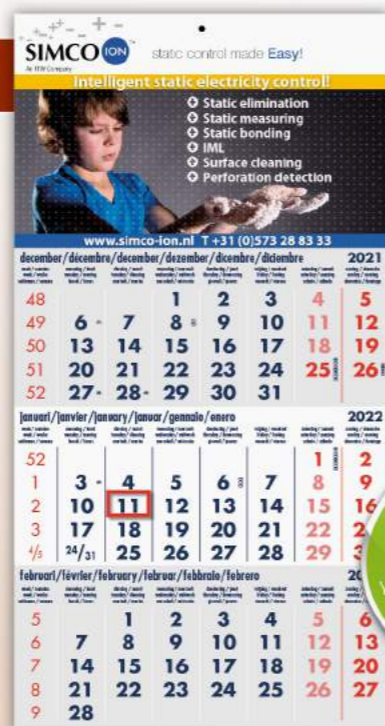 SIMCO ION
An ITW Company
static control made Easy!
Intelligent static electricity control!
Static elimination
Static measuring
Static bonding
IML
Surface cleaning
Perforation detection
www.simco-ion.nl T +31 (0)573 28 83 33
december/décembre/december/dezember/dicembre/diciembre 2021
48 1 2 3 4 5
49 6 7 8 9 10 11 12
50 13 14 15 16 17 18 19
51 20 21 22 23 24 25 26
52 27 28 29 30 31
januari/janvier/january/januar/gennaio/enero 2022
52 1 2
1 3 4 5 6 7 8 9
2 10 11 12 13 14 15 16
3 17 18 19 20 21 22
4/5 24/31 25 26 27 28 29
februari/février/february/februar/febbraio/febrero
5 1 2 3 4 5 6
6 7 8 9 10 11 12 13
7 14 15 16 17 18 19 20
8 21 22 23 24 25 26 27
9 28